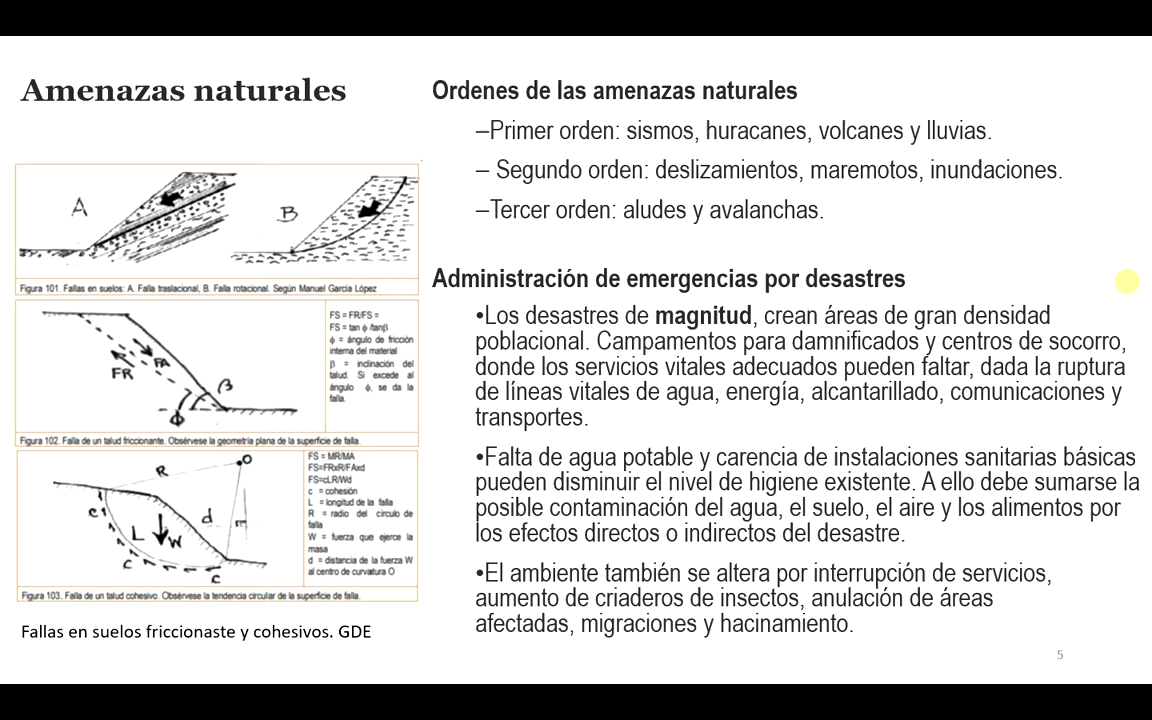 Amenazas naturales
A
B
Figura 101. Fallas en suelos: A. Falla traslacional, B. Falla rotacional. Según Manuel García López
FR
FA
β
ϕ
FS = FR/FS =
FS = tan ϕ /tanβ
ϕ = ángulo de fricción
interna del material
β = inclinación del
talud. Si excede al
ángulo ϕ, se da la
falla.
Figura 102. Falla de un talud friccionante. Obsérvese la geometría plana de la superficie de falla.
R
O
C
L
W
d
C
C
FS = MR/MA
FS=FRxR/FAxd
FS=cLR/Wd
c = cohesión
L = longitud de la falla
R = radio del circulo de
falla
W = fuerza que ejerce la
masa
d = distancia de la fuerza W
al centro de curvatura O
Figura 103. Falla de un talud cohesivo. Obsérvese la tendencia circular de la superficie de falla.
Fallas en suelos friccionaste y cohesivos. GDE
Ordenes de las amenazas naturales
–Primer orden: sismos, huracanes, volcanes y lluvias.
– Segundo orden: deslizamientos, maremotos, inundaciones.
–Tercer orden: aludes y avalanchas.
Administración de emergencias por desastres
•Los desastres de magnitud, crean áreas de gran densidad
poblacional. Campamentos para damnificados y centros de socorro,
donde los servicios vitales adecuados pueden faltar, dada la ruptura
de líneas vitales de agua, energía, alcantarillado, comunicaciones y
transportes.
•Falta de agua potable y carencia de instalaciones sanitarias básicas
pueden disminuir el nivel de higiene existente. A ello debe sumarse la
posible contaminación del agua, el suelo, el aire y los alimentos por
los efectos directos o indirectos del desastre.
•El ambiente también se altera por interrupción de servicios,
aumento de criaderos de insectos, anulación de áreas
afectadas, migraciones y hacinamiento.
5